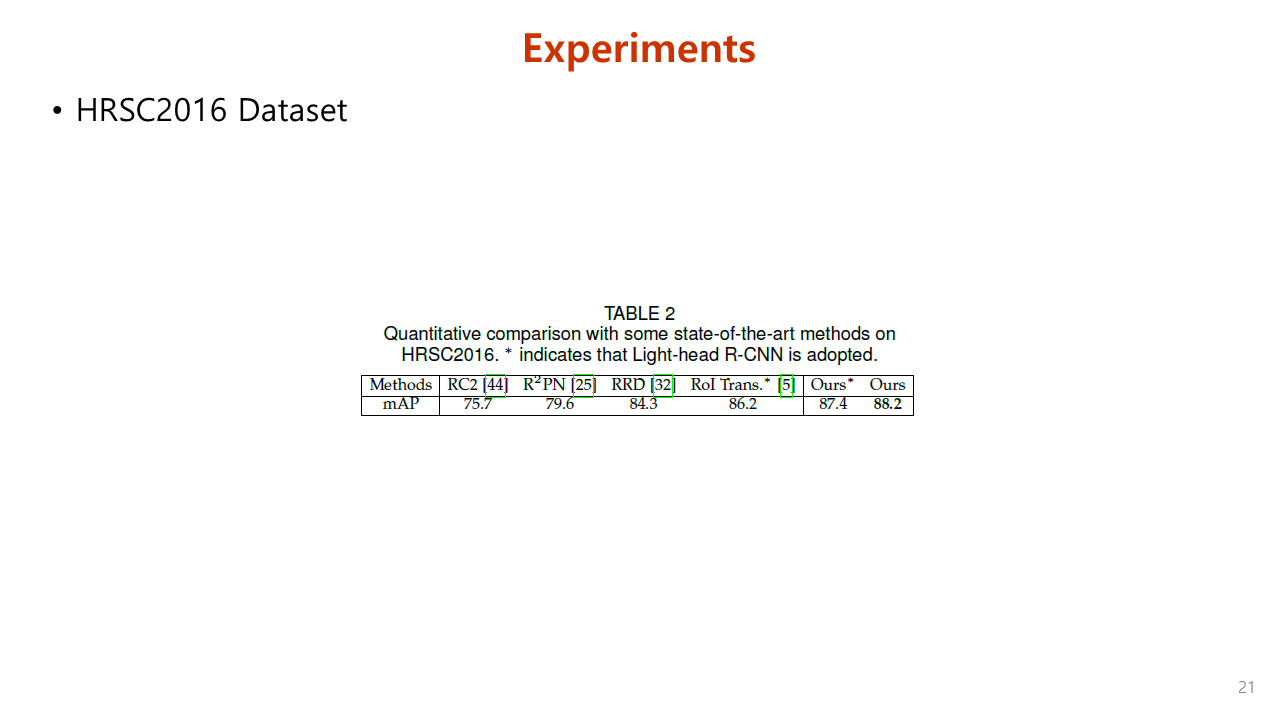 Experiments
• HRSC2016 Dataset
TABLE 2
Quantitative comparison with some state-of-the-art methods on
HRSC2016. * indicates that Light-head R-CNN is adopted.
Methods RC2 [44] R²PN [25] RRD [32] RoI Trans.* [5] Ours* Ours
mAP 75.7 79.6 84.3 86.2 87.4 88.2
21